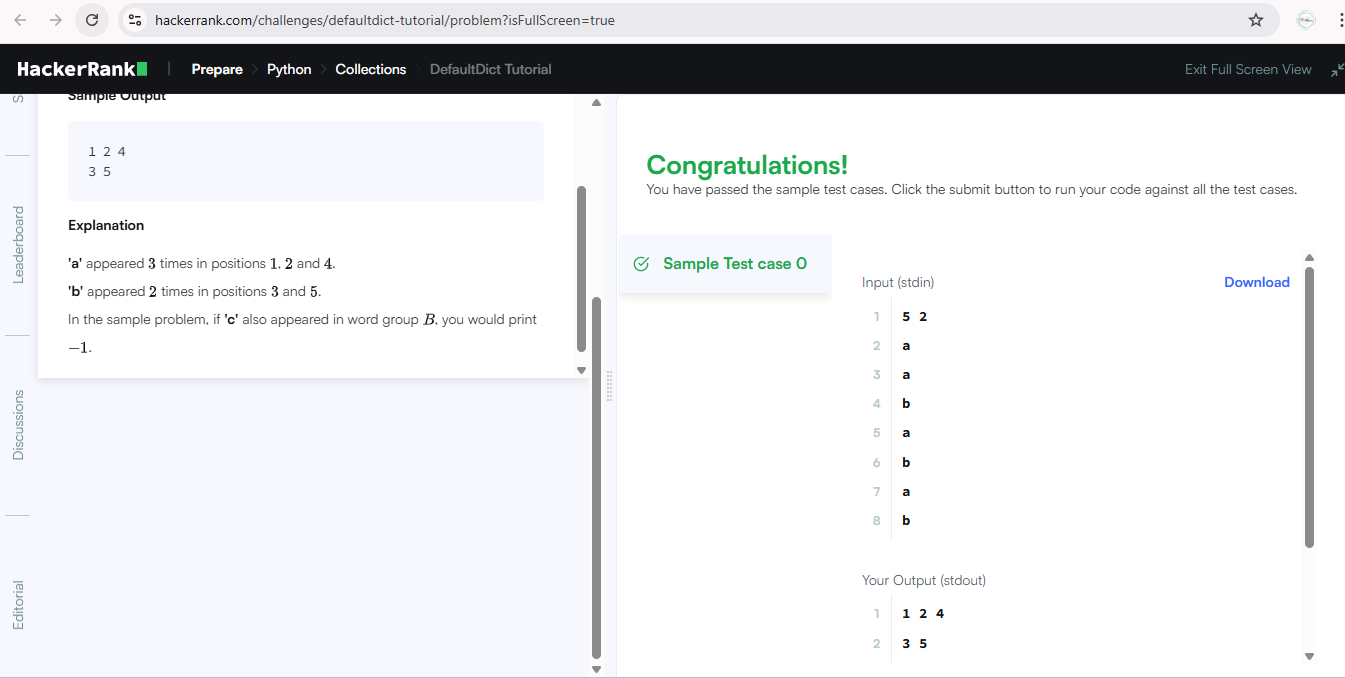 hackerrank.com/challenges/defaultdict-tutorial/problem?isFullScreen=true
HackerRank | Prepare > Python > Collections > DefaultDict Tutorial
Exit Full Screen View
S
Leaderboard
Discussions
Editorial
Sample Output
1 2 4
3 5
Explanation
'a' appeared 3 times in positions 1, 2 and 4.
'b' appeared 2 times in positions 3 and 5.
In the sample problem, if 'c' also appeared in word group B, you would print
−1.
Congratulations!
You have passed the sample test cases. Click the submit button to run your code against all the test cases.
Sample Test case 0
Input (stdin)
Download
1 5 2
2 a
3 a
4 b
5 a
6 b
7 a
8 b
Your Output (stdout)
1 1 2 4
2 3 5